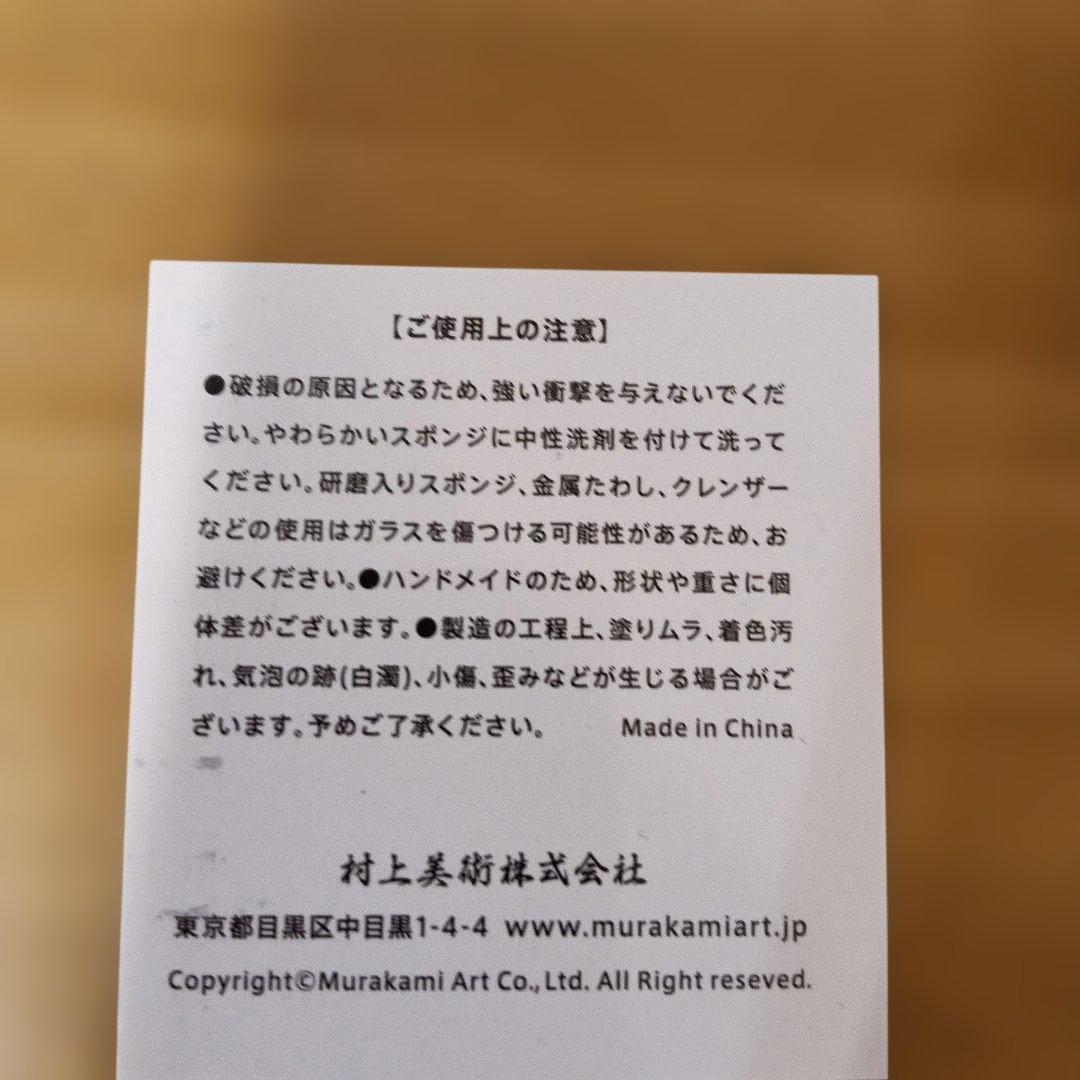 【ご使用上の注意】
●破損の原因となるため、強い衝撃を与えないでくだ
さい。やわらかいスポンジに中性洗剤を付けて洗って
ください。研磨入りスポンジ、金属たわし、クレンザー
などの使用はガラスを傷つける可能性があるため、お
避けください。●ハンドメイドのため、形状や重さに個
体差がございます。●製造の工程上、塗りムラ、着色汚
れ、気泡の跡(白濁)、小傷、歪みなどが生じる場合がご
ざいます。予めご了承ください。 Made in China
村上美術株式会社
東京都目黒区中目黒1-4-4 www.murakamiart.jp
Copyright©Murakami Art Co.,Ltd. All Right reseved.